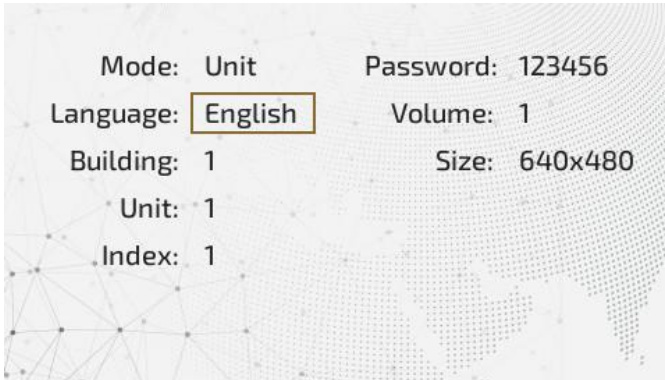 Mode: Unit Password: 123456
Language: English Volume: 1
Building: 1 Size: 640x480
Unit: 1
Index: 1